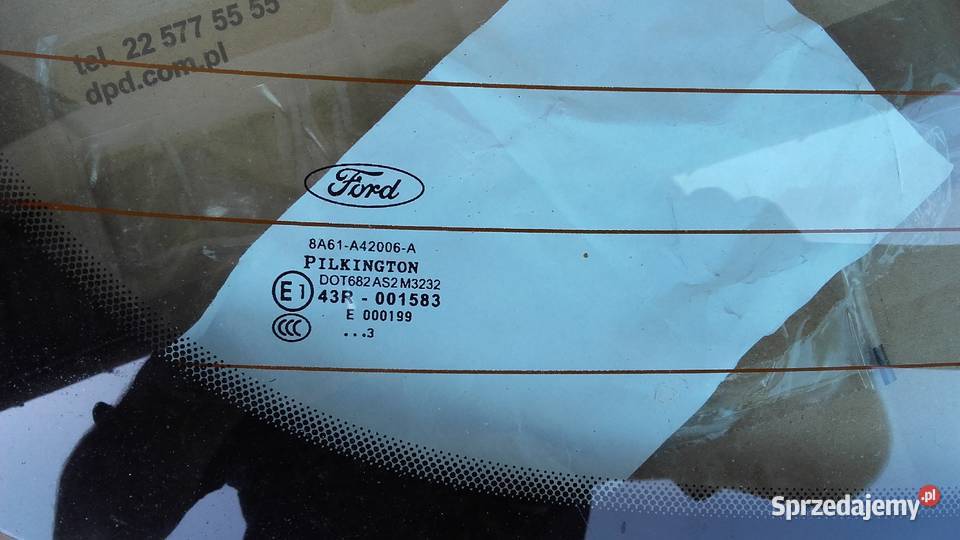 tel. 22 577 55 55
dpd.com.pl
Ford
8A61-A42006-A
PILKINGTON
DOT682 AS2 M3232
E1 43R - 001583
E 000199
CCC ...3
Sprzedajemy.pl